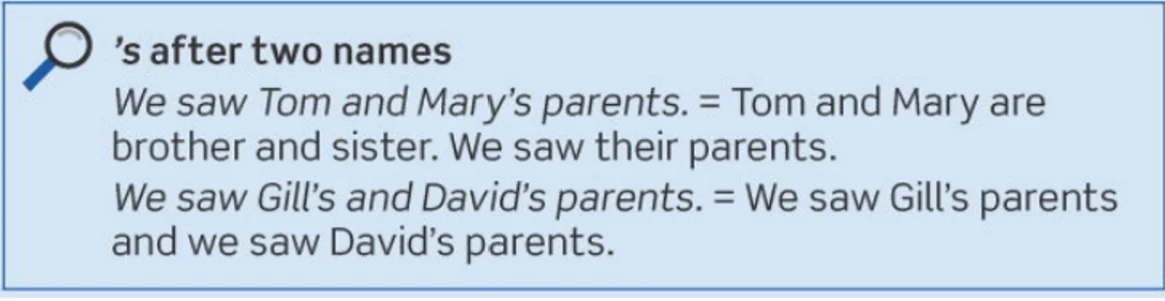 ’s after two names
We saw Tom and Mary’s parents. = Tom and Mary are
brother and sister. We saw their parents.
We saw Gill’s and David’s parents. = We saw Gill’s parents
and we saw David’s parents.